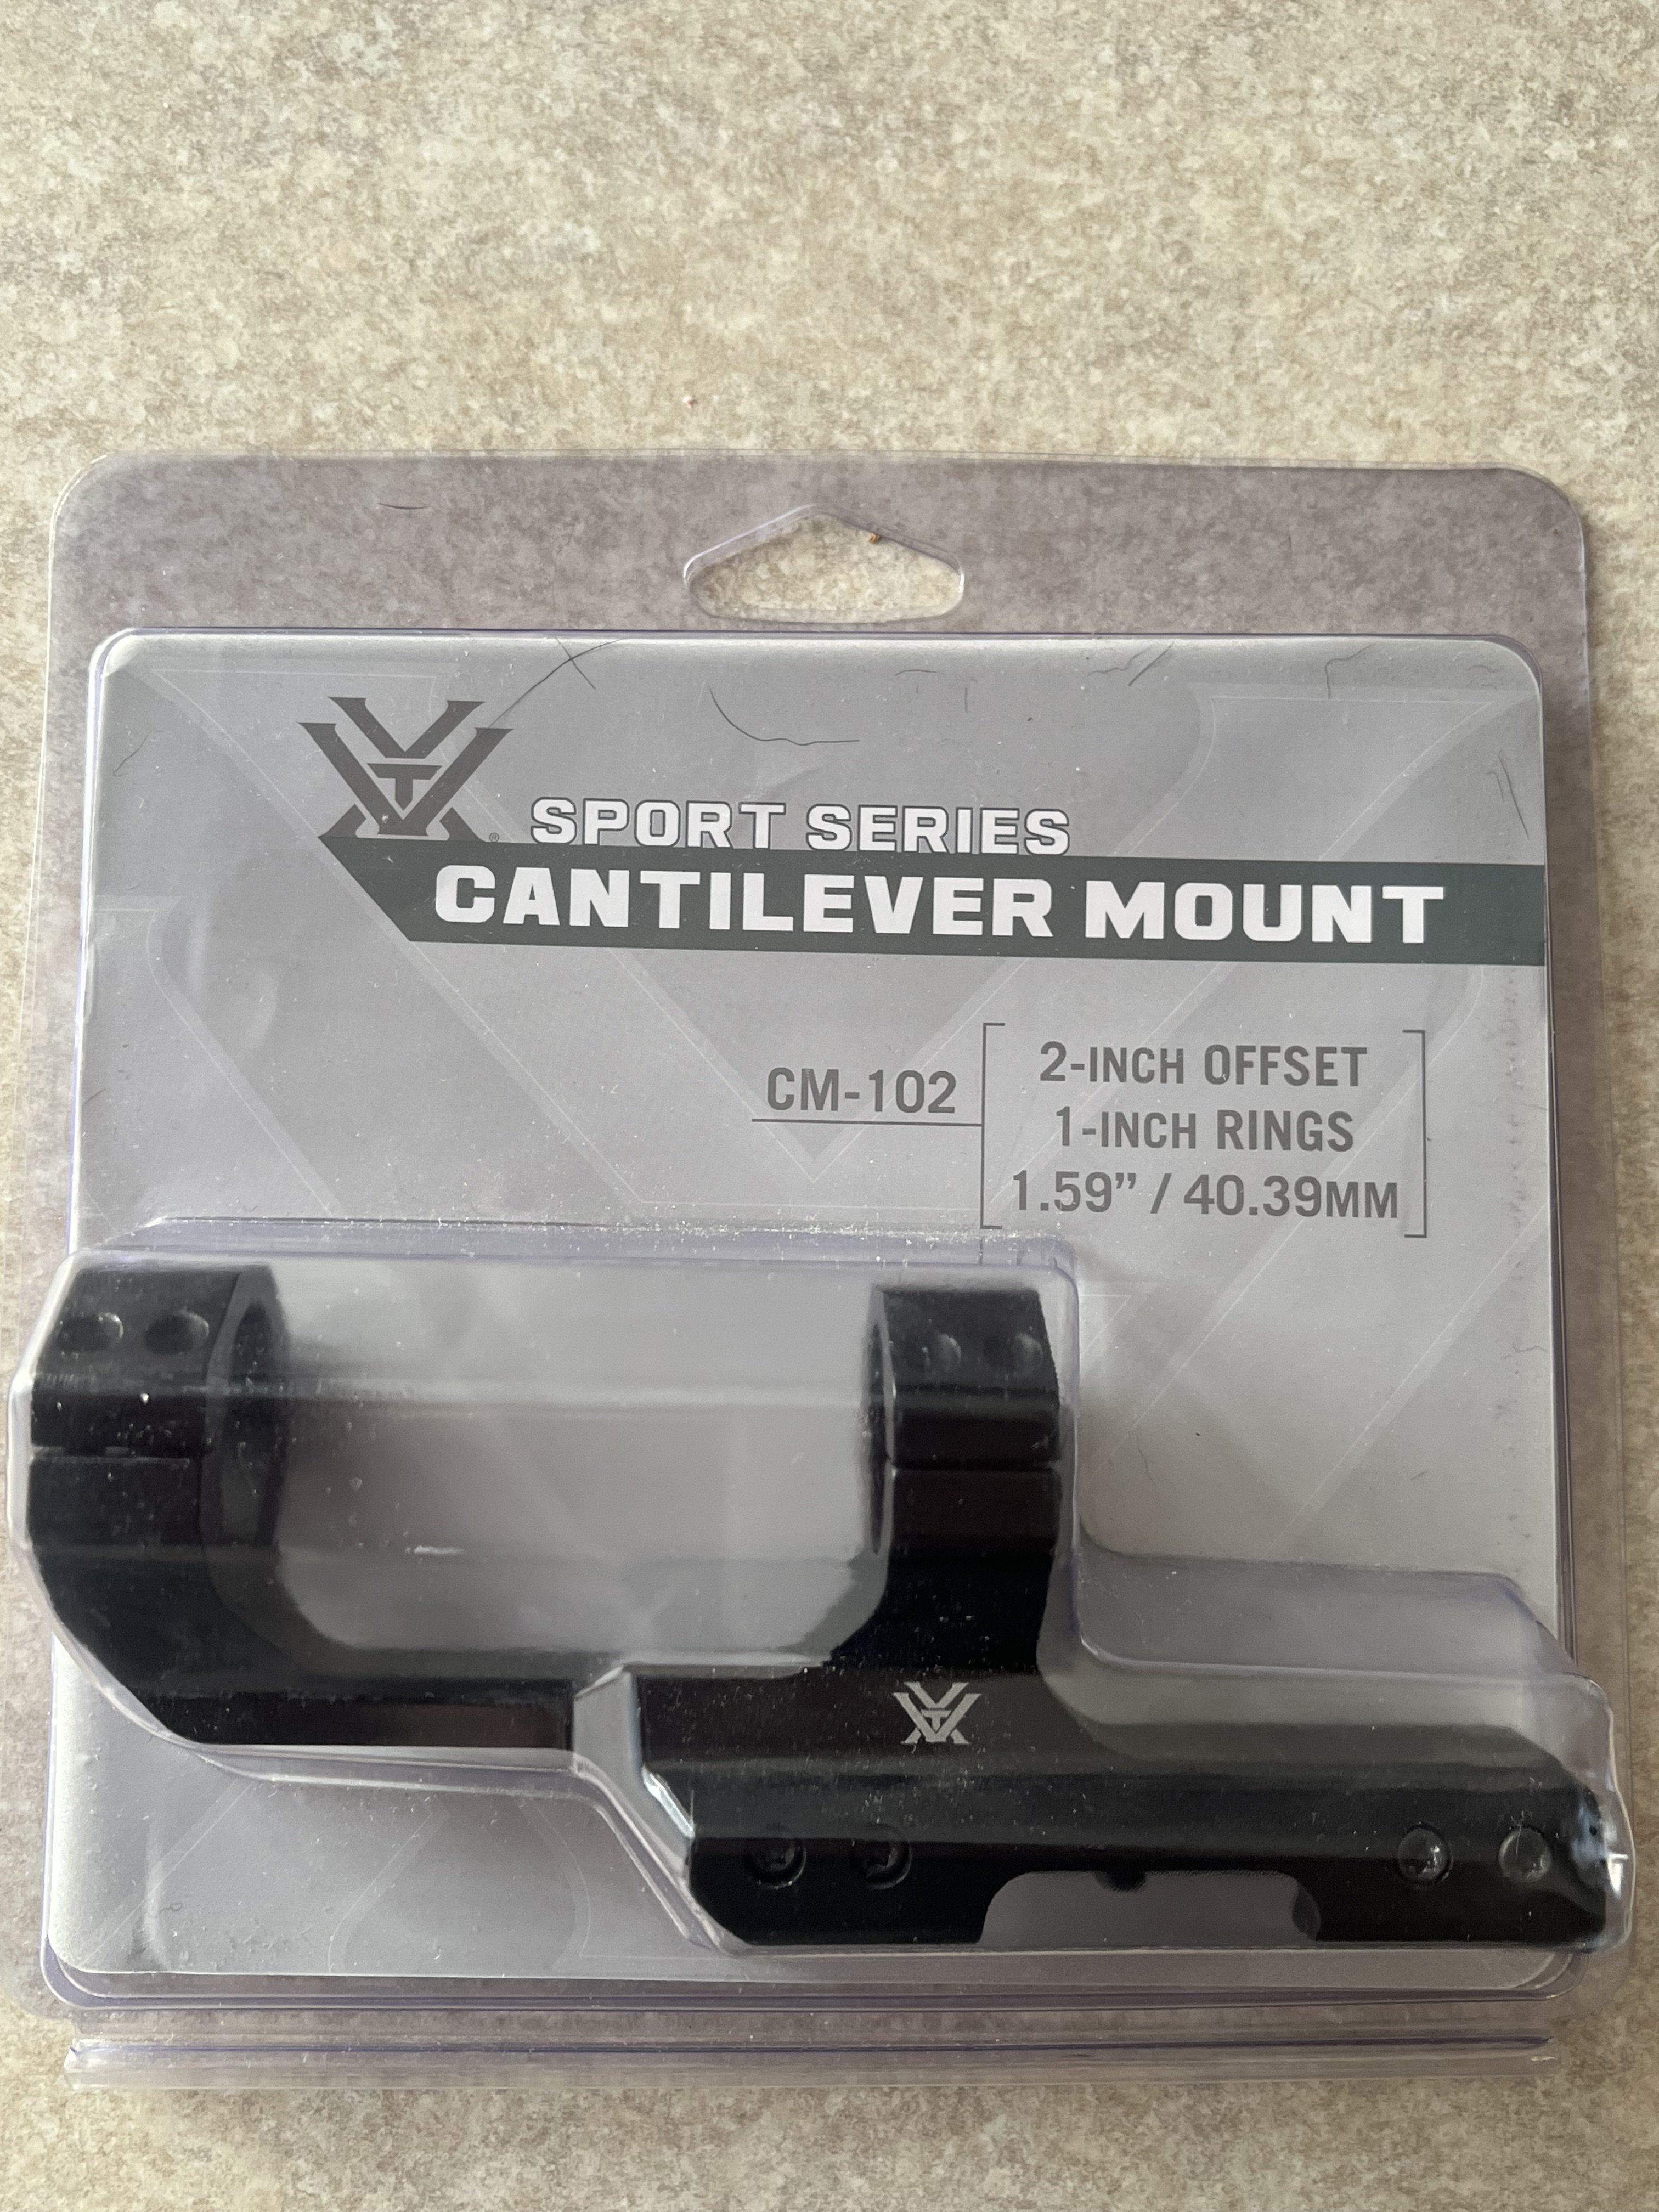 SPORT SERIES
CANTILEVER MOUNT
CM-102
2-INCH OFFSET
1-INCH RINGS
1.59” / 40.39MM